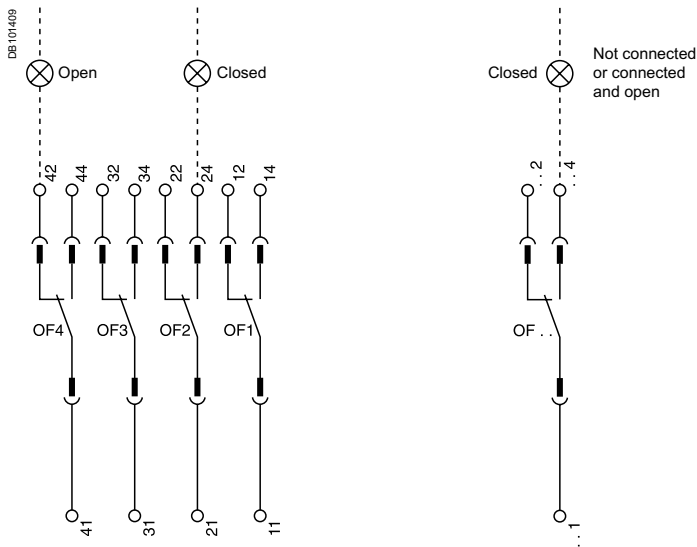 DB101409
Open
Closed
Closed
Not connected
or connected
and open
42
44
32
34
22
24
12
14
. . 2
. . 4
OF4
OF3
OF2
OF1
OF . .
41
31
21
11
. . 1